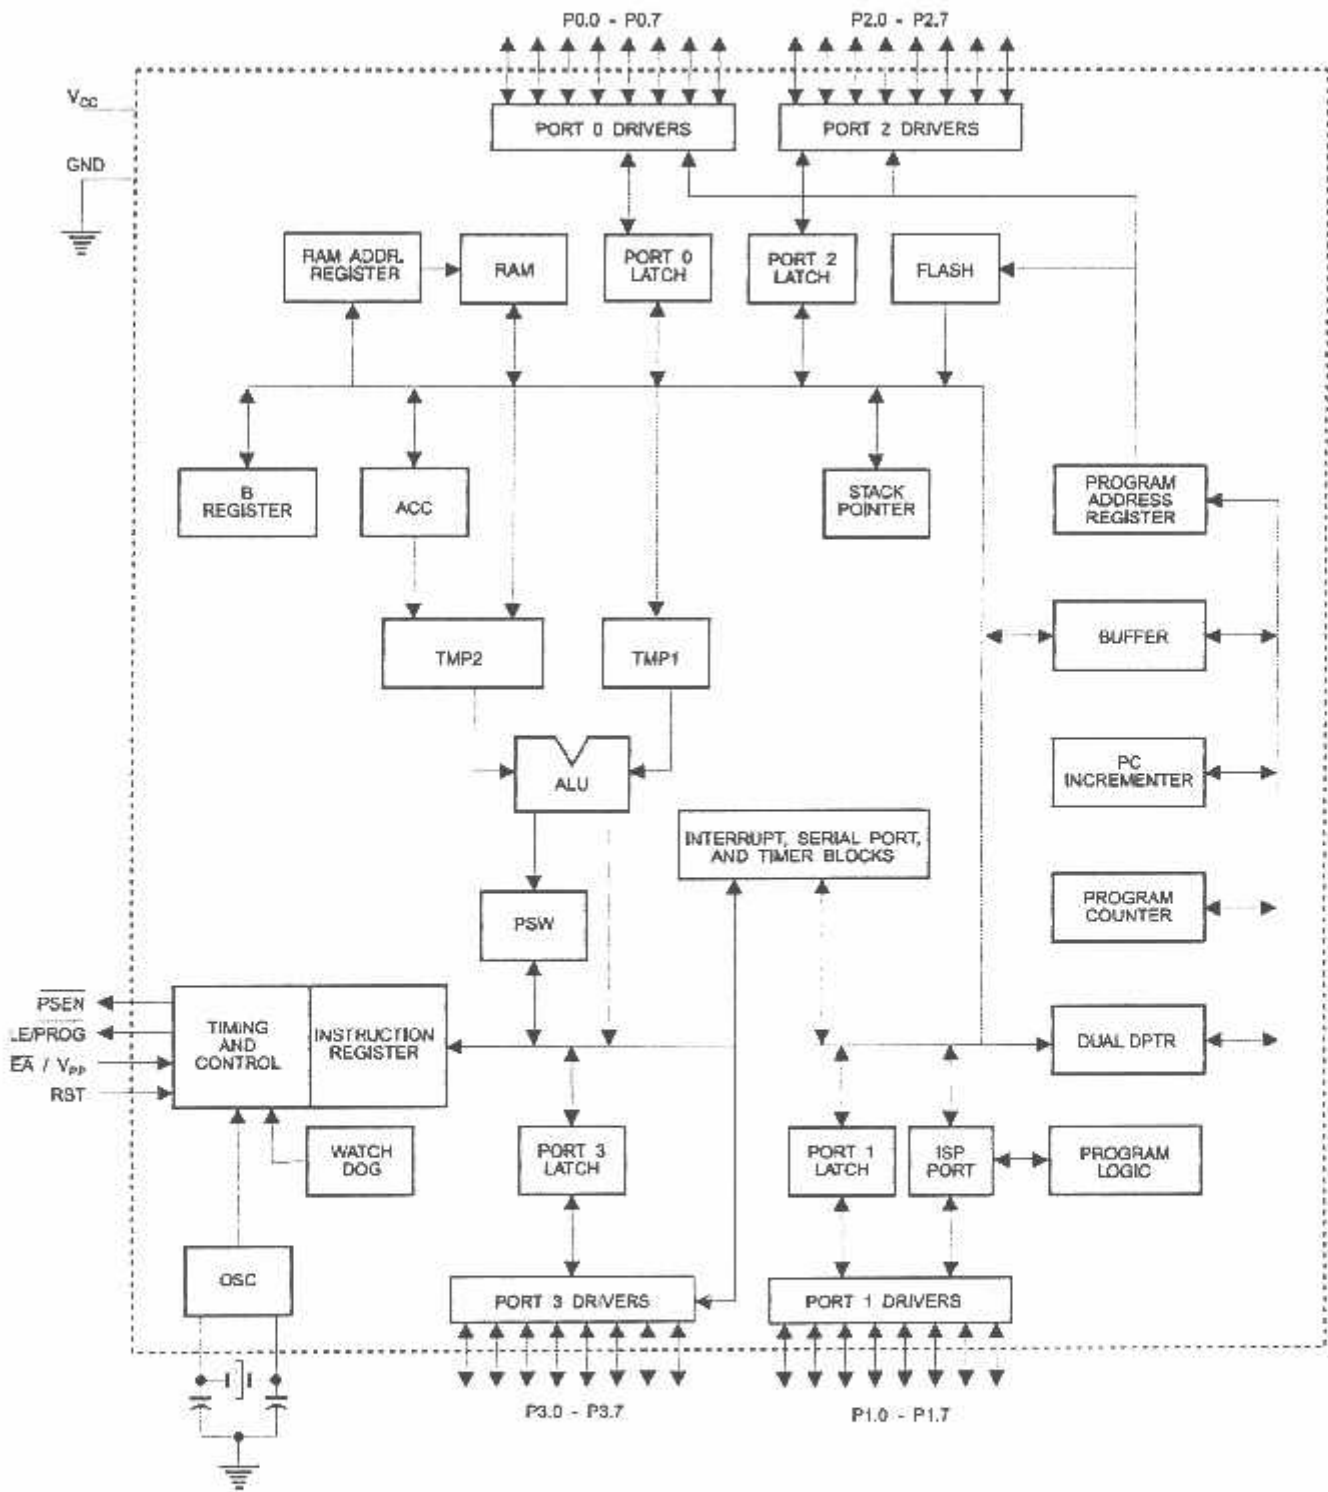 P0.0 - P0.7
P2.0 - P2.7
VCC
GND
PORT 0 DRIVERS
PORT 2 DRIVERS
RAM ADDR.
REGISTER
RAM
PORT 0
LATCH
PORT 2
LATCH
FLASH
B
REGISTER
ACC
STACK
POINTER
PROGRAM
ADDRESS
REGISTER
TMP2
TMP1
BUFFER
ALU
PC
INCREMENTER
INTERRUPT, SERIAL PORT,
AND TIMER BLOCKS
PSW
PROGRAM
COUNTER
PSEN
LE/PROG
EA / VPP
RST
TIMING
AND
CONTROL
INSTRUCTION
REGISTER
DUAL DPTR
WATCH
DOG
PORT 3
LATCH
PORT 1
LATCH
ISP
PORT
PROGRAM
LOGIC
OSC
PORT 3 DRIVERS
PORT 1 DRIVERS
P3.0 - P3.7
P1.0 - P1.7